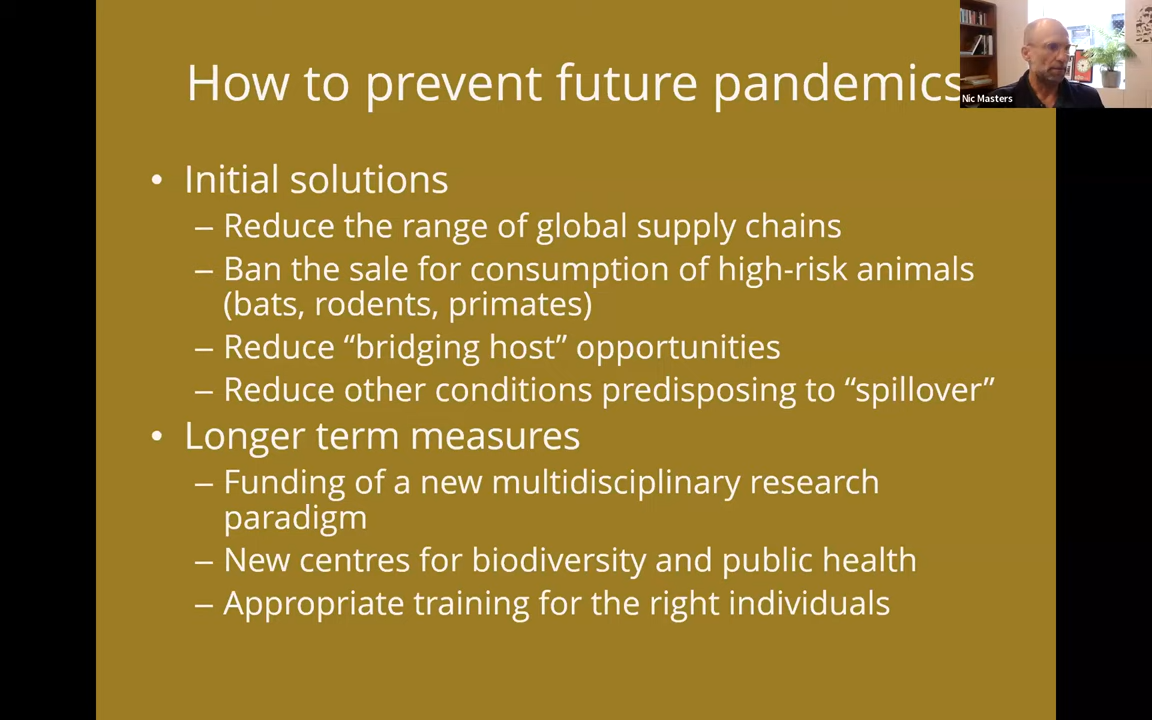 How to prevent future pandemics
Nic Masters
• Initial solutions
– Reduce the range of global supply chains
– Ban the sale for consumption of high-risk animals
(bats, rodents, primates)
– Reduce “bridging host” opportunities
– Reduce other conditions predisposing to “spillover”
• Longer term measures
– Funding of a new multidisciplinary research
paradigm
– New centres for biodiversity and public health
– Appropriate training for the right individuals